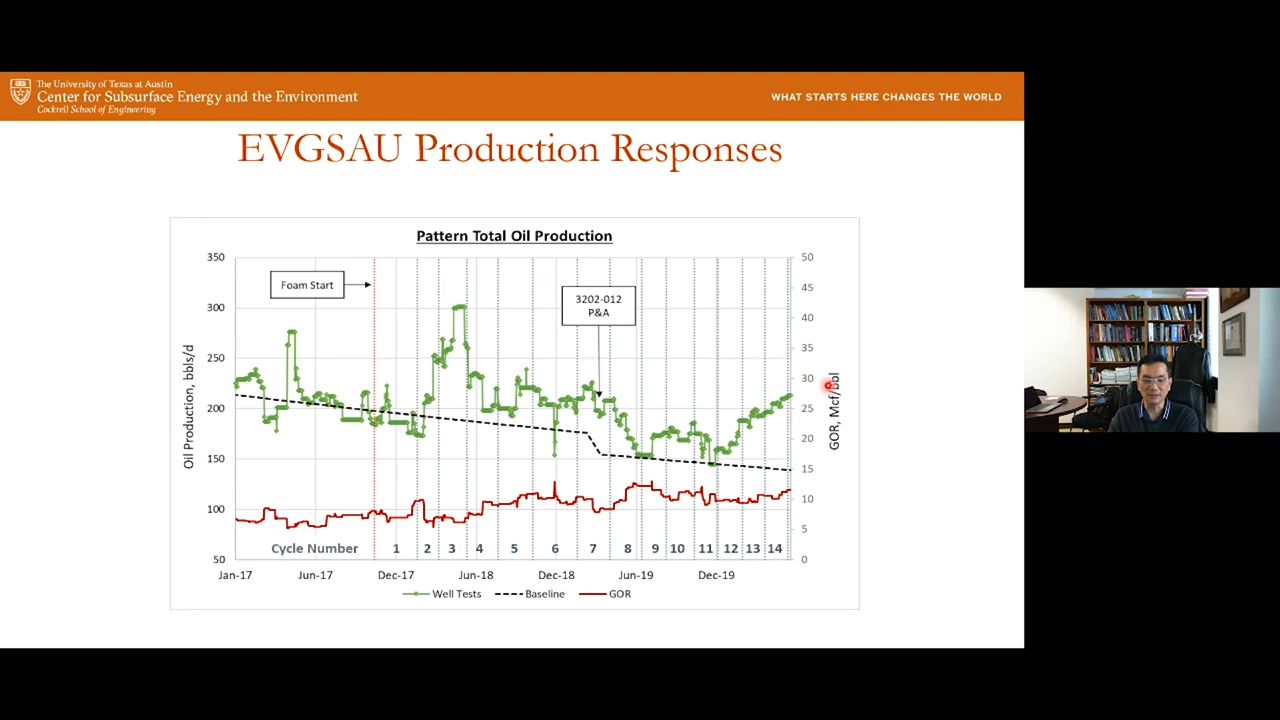 The University of Texas at Austin
Center for Subsurface Energy and the Environment
Cockrell School of Engineering
WHAT STARTS HERE CHANGES THE WORLD
EVGSAU Production Responses
Pattern Total Oil Production
350
300
250
200
150
100
50
Oil Production, bbls/d
50
45
40
35
30
25
20
15
10
5
0
GOR, Mcf/bbl
Foam Start
3202-012
P&A
Cycle Number 1 2 3 4 5 6 7 8 9 10 11 12 13 14
Jan-17 Jun-17 Dec-17 Jun-18 Dec-18 Jun-19 Dec-19
Well Tests Baseline GOR